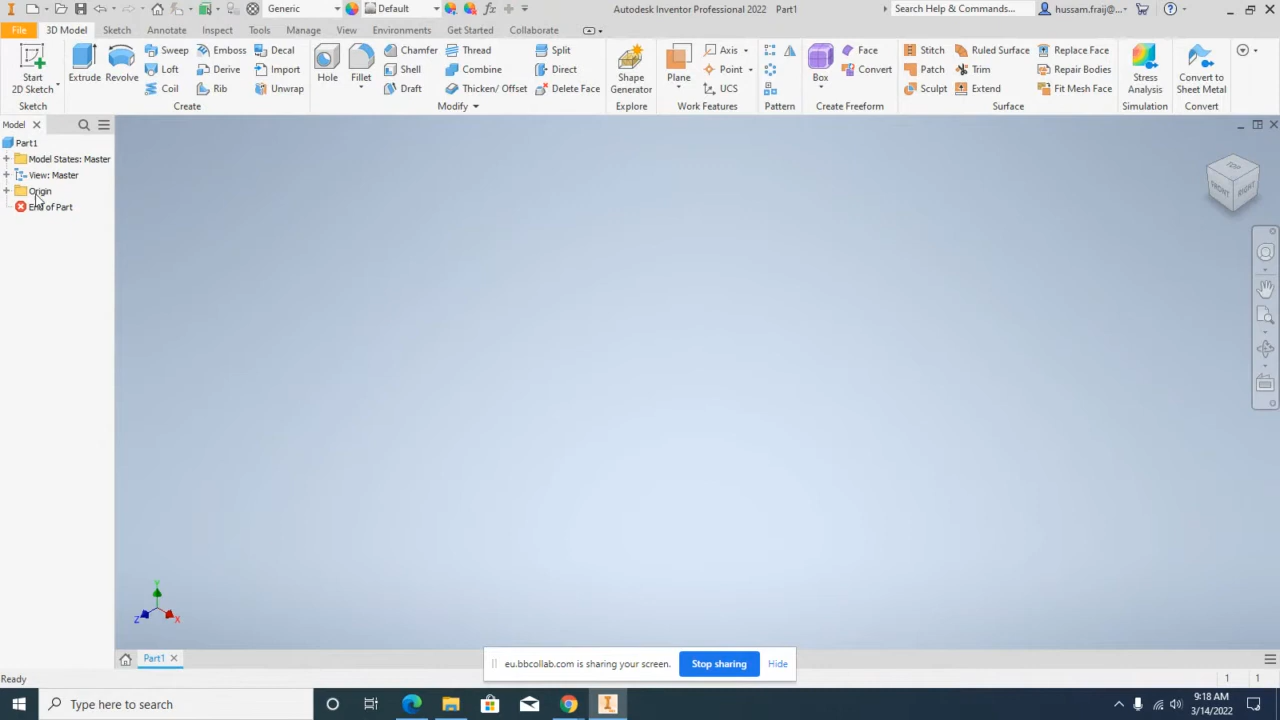 Generic Default Autodesk Inventor Professional 2022 Part1 Search Help & Commands... hussam.fraij@...
File 3D Model Sketch Annotate Inspect Tools Manage View Environments Get Started Collaborate
Start 2D Sketch Extrude Revolve Sweep Emboss Decal Hole Fillet Chamfer Thread Split Shape Generator Plane Axis Box Face Stitch Ruled Surface Replace Face Stress Analysis Convert to Sheet Metal
Loft Derive Import Shell Combine Direct Point Convert Patch Trim Repair Bodies
Coil Rib Unwrap Draft Thicken/ Offset Delete Face UCS Sculpt Extend Fit Mesh Face
Sketch Create Modify Explore Work Features Pattern Create Freeform Surface Simulation Convert
Model
Part1
Model States: Master
View: Master
Origin
End of Part
TOP
FRONT RIGHT
Y
Z X
Part1
eu.bbcollab.com is sharing your screen. Stop sharing Hide
Ready 1 1
Type here to search
9:18 AM
3/14/2022